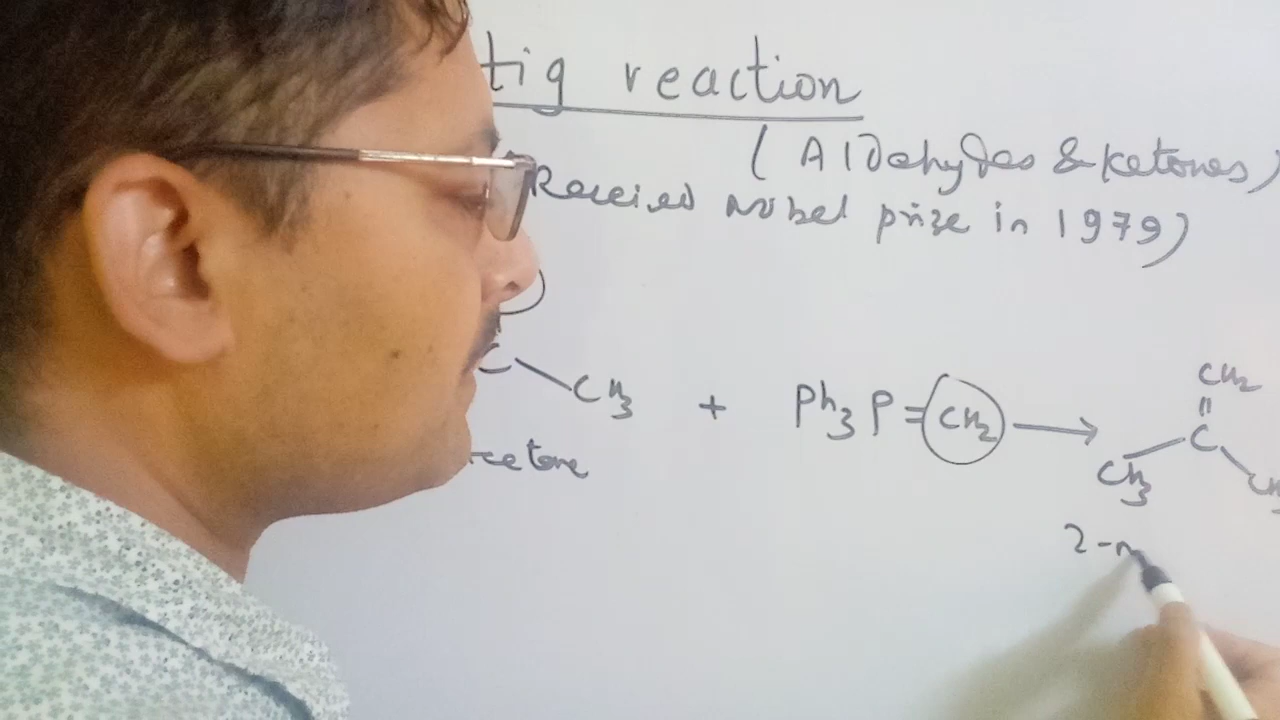 tig reaction
(Aldehydes & ketones)
Received Nobel prize in 1979)
C CH3 + Ph3P=CH2 → CH3 C CH2 CH3
cetone
2-m